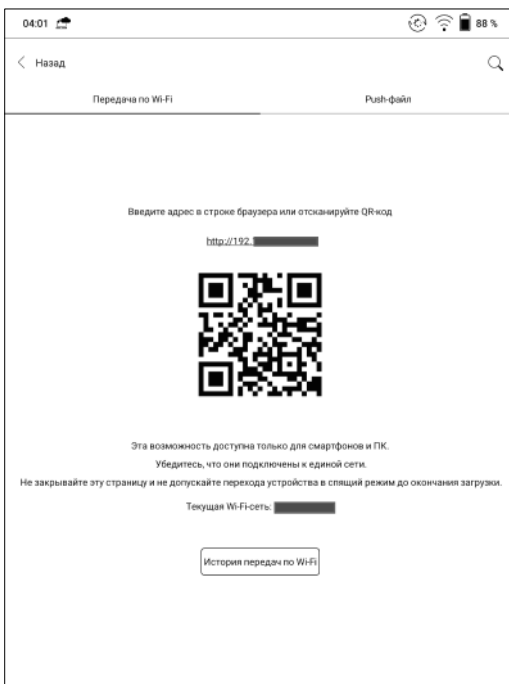 04:01
88 %
Назад
Передача по Wi-Fi
Push-файл
Введите адрес в строке браузера или отсканируйте QR-код
http://192.
Эта возможность доступна только для смартфонов и ПК.
Убедитесь, что они подключены к единой сети.
Не закрывайте эту страницу и не допускайте перехода устройства в спящий режим до окончания загрузки.
Текущая Wi-Fi-сеть:
История передач по Wi-Fi